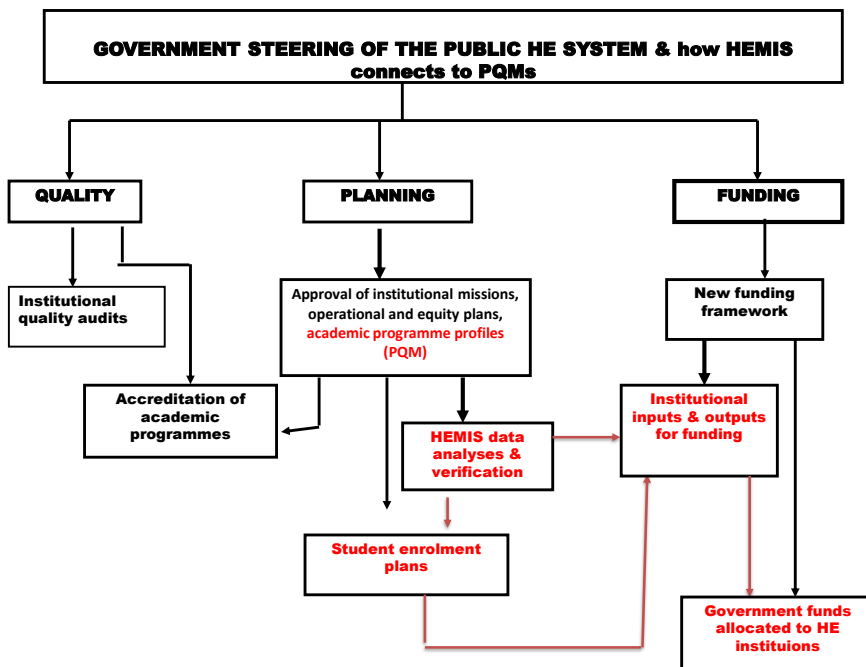 GOVERNMENT STEERING OF THE PUBLIC HE SYSTEM & how HEMIS
connects to PQMs
QUALITY
PLANNING
FUNDING
Institutional
quality audits
Approval of institutional missions,
operational and equity plans,
academic programme profiles
(PQM)
New funding
framework
Accreditation of
academic
programmes
HEMIS data
analyses &
verification
Institutional
inputs & outputs
for funding
Student enrolment
plans
Government funds
allocated to HE
instituions